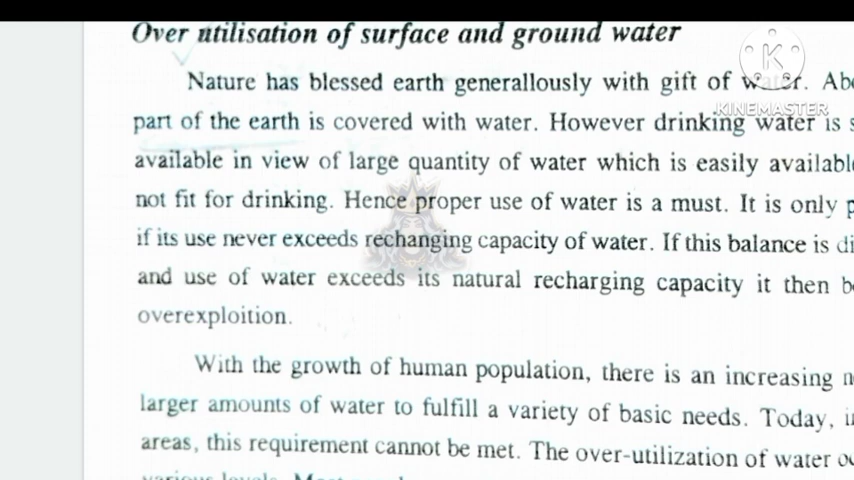 Over utilisation of surface and ground water
K
KINEMASTER
Nature has blessed earth generallously with gift of water.
part of the earth is covered with water. However drinking water is
available in view of large quantity of water which is easily
not fit for drinking. Hence proper use of water is a must. It is only
if its use never exceeds rechanging capacity of water. If this balance is
and use of water exceeds its natural recharging capacity it then
overexploition.
With the growth of human population, there is an increasing
larger amounts of water to fulfill a variety of basic needs. Today,
areas, this requirement cannot be met. The over-utilization of water